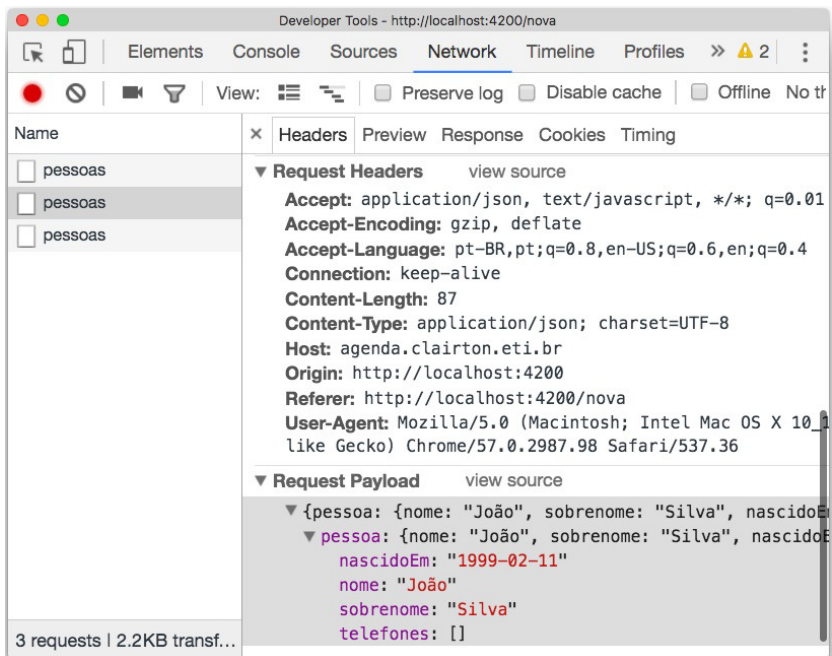 Developer Tools - http://localhost:4200/nova
Elements Console Sources Network Timeline Profiles » 2
View: Preserve log Disable cache Offline No
Name
× Headers Preview Response Cookies Timing
pessoas
pessoas
pessoas
▼ Request Headers view source
Accept: application/json, text/javascript, */*; q=0.01
Accept-Encoding: gzip, deflate
Accept-Language: pt-BR,pt;q=0.8,en-US;q=0.6,en;q=0.4
Connection: keep-alive
Content-Length: 87
Content-Type: application/json; charset=UTF-8
Host: agenda.clairton.eti.br
Origin: http://localhost:4200
Referer: http://localhost:4200/nova
User-Agent: Mozilla/5.0 (Macintosh; Intel Mac OS X 10_1
like Gecko) Chrome/57.0.2987.98 Safari/537.36
▼ Request Payload view source
▼ {pessoa: {nome: "João", sobrenome: "Silva", nascidoE
▼ pessoa: {nome: "João", sobrenome: "Silva", nascidoE
nascidoEm: "1999-02-11"
nome: "João"
sobrenome: "Silva"
telefones: []
3 requests | 2.2KB transf...